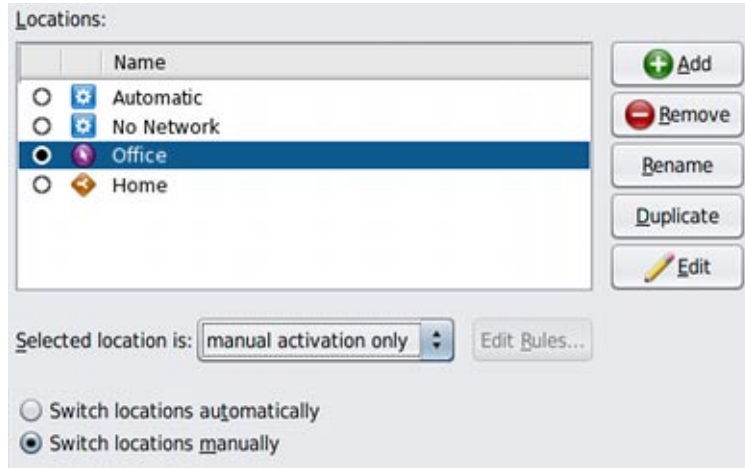 Locations:
Name
Automatic
No Network
Office
Home
Add
Remove
Rename
Duplicate
Edit
Selected location is: manual activation only Edit Rules...
Switch locations automatically
Switch locations manually